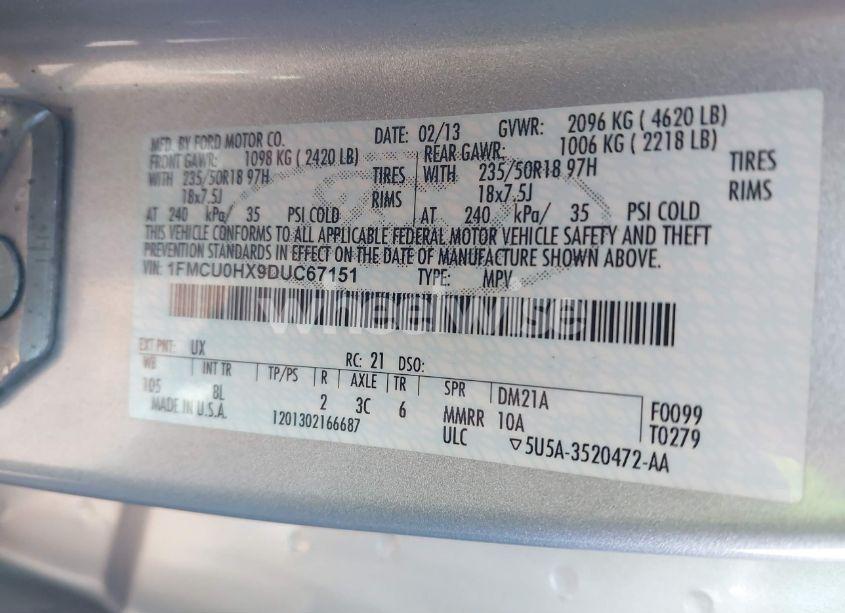 MFD. BY FORD MOTOR CO. DATE: 02/13 GVWR: 2096 KG ( 4620 LB)
FRONT GAWR: 1098 KG ( 2420 LB) REAR GAWR: 1006 KG ( 2218 LB)
WITH 235/50R18 97H TIRES WITH 235/50R18 97H TIRES
18x7.5J RIMS 18x7.5J RIMS
AT 240 kPa/ 35 PSI COLD AT 240 kPa/ 35 PSI COLD
THIS VEHICLE CONFORMS TO ALL APPLICABLE FEDERAL MOTOR VEHICLE SAFETY AND THEFT
PREVENTION STANDARDS IN EFFECT ON THE DATE OF MANUFACTURE SHOWN ABOVE.
VIN: 1FMCU0HX9DUC67151 TYPE: MPV
EXT PNT: UX RC: 21 DSO:
WB INT TR TP/PS R AXLE TR SPR DM21A
105 8L 2 3C 6 MMRR 10A F0099
MADE IN U.S.A. 1201302166687 ULC ▽5U5A-3520472-AA T0279